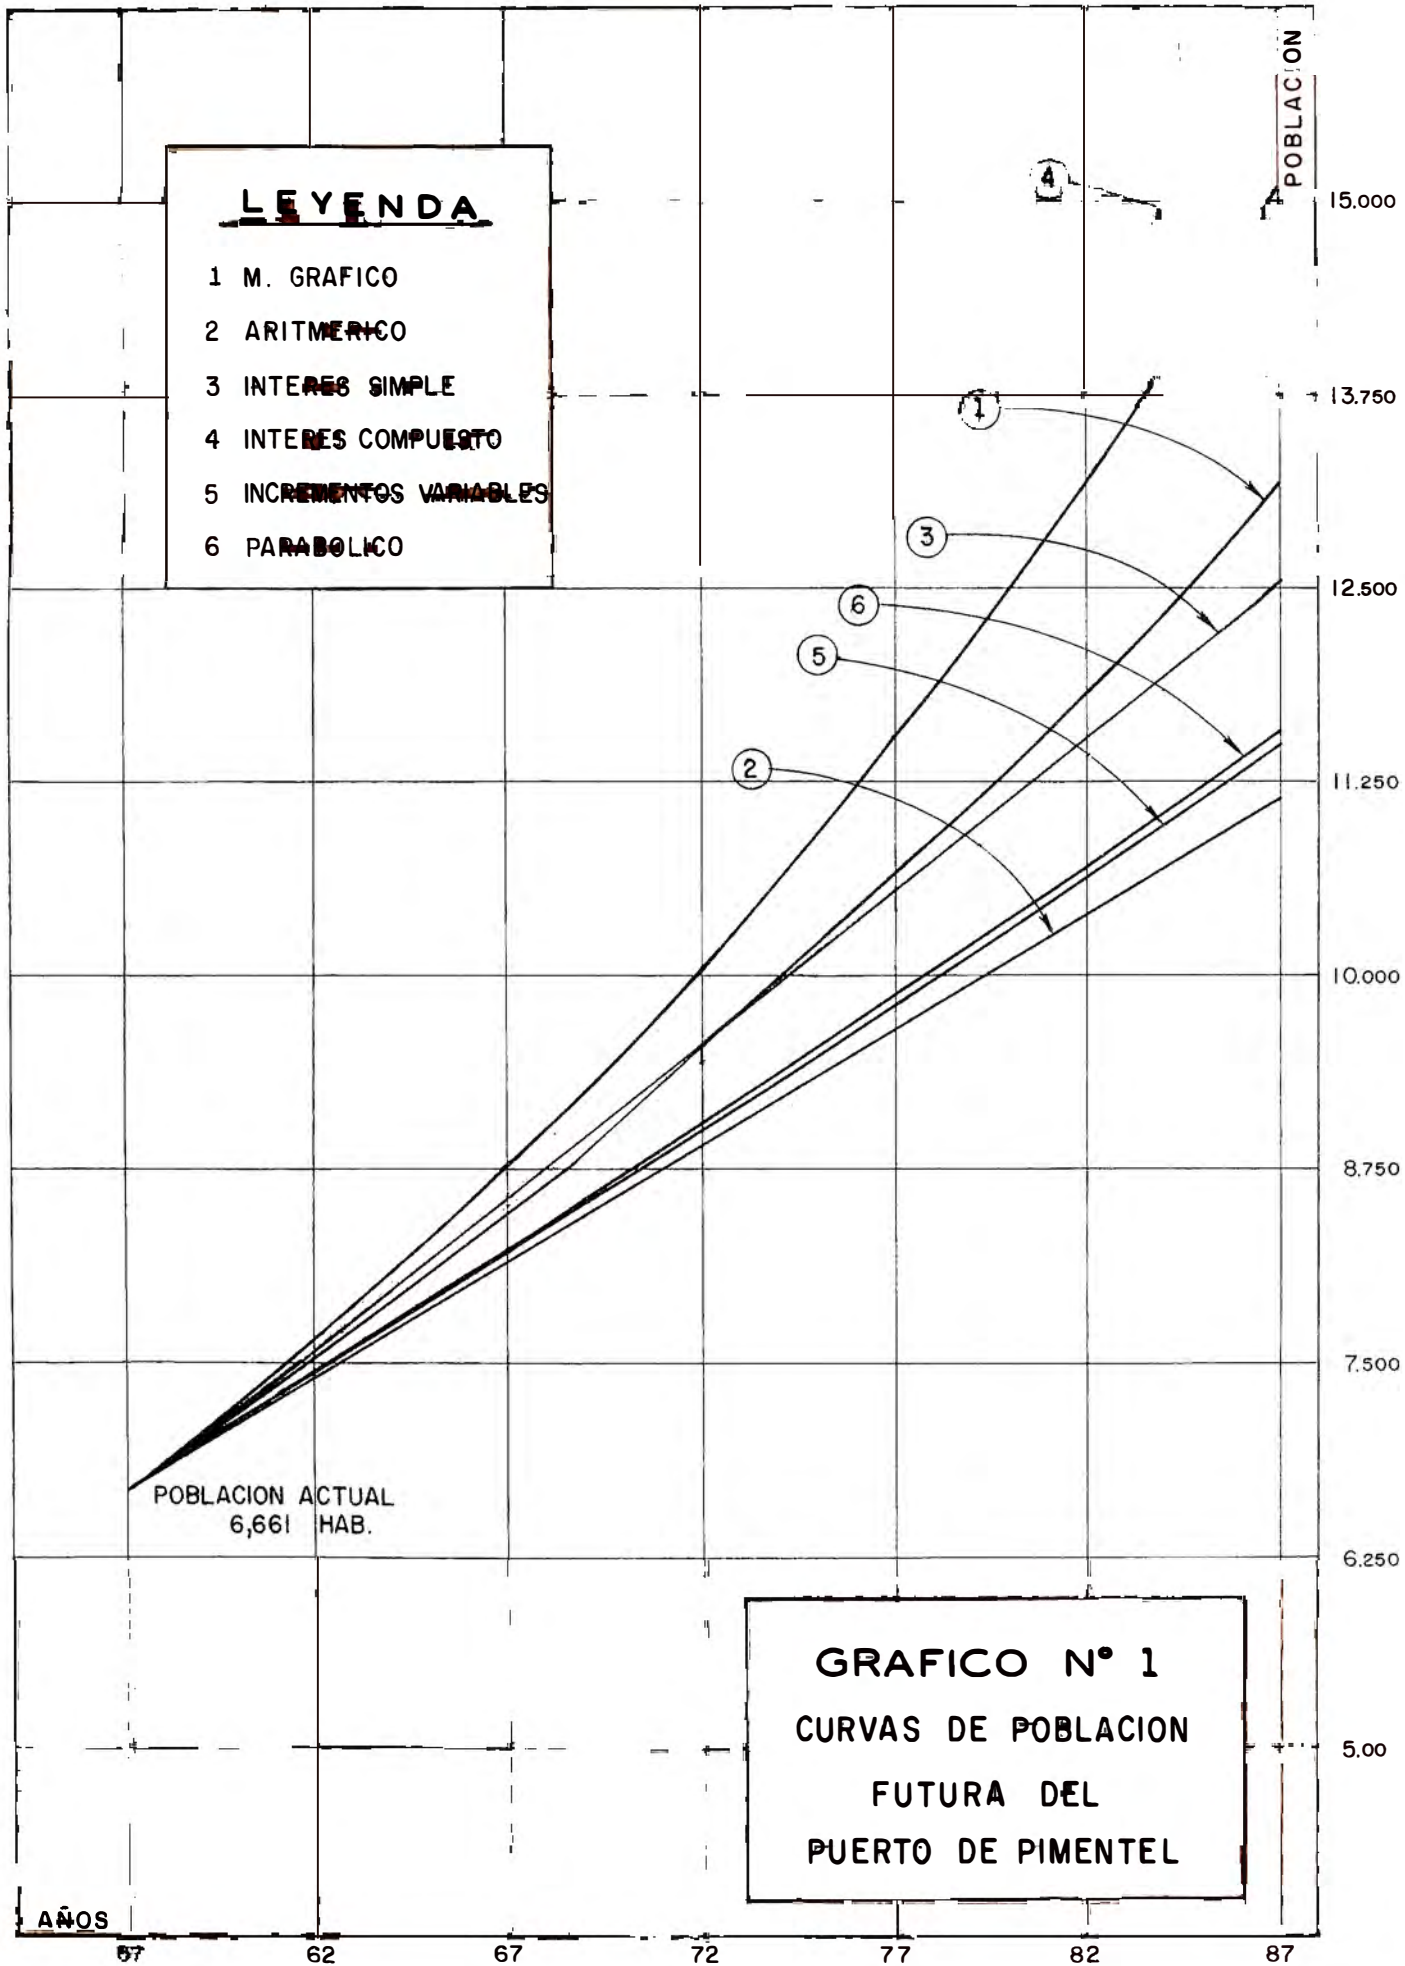 POBLACION
LEYENDA
1 M. GRAFICO
2 ARITMERICO
3 INTERES SIMPLE
4 INTERES COMPUESTO
5 INCREMENTOS VARIABLES
6 PARABOLICO
4
4
15.000
1
13.750
3
12.500
6
5
2
11.250
10.000
8.750
7.500
POBLACION ACTUAL
6,661 HAB.
6.250
GRAFICO N° 1
CURVAS DE POBLACION
FUTURA DEL
PUERTO DE PIMENTEL
5.00
AÑOS
57 62 67 72 77 82 87